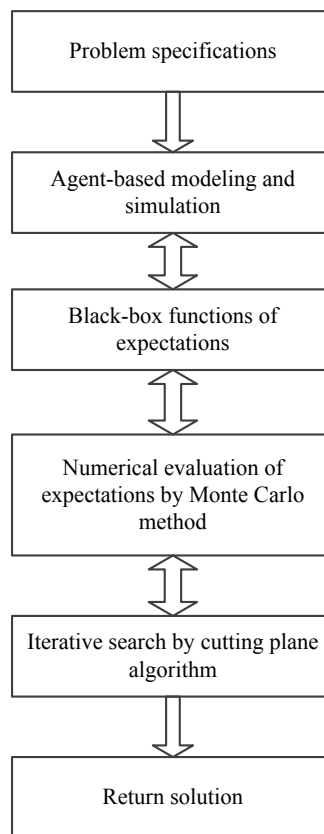 Problem specifications
Agent-based modeling and
simulation
Black-box functions of
expectations
Numerical evaluation of
expectations by Monte Carlo
method
Iterative search by cutting plane
algorithm
Return solution